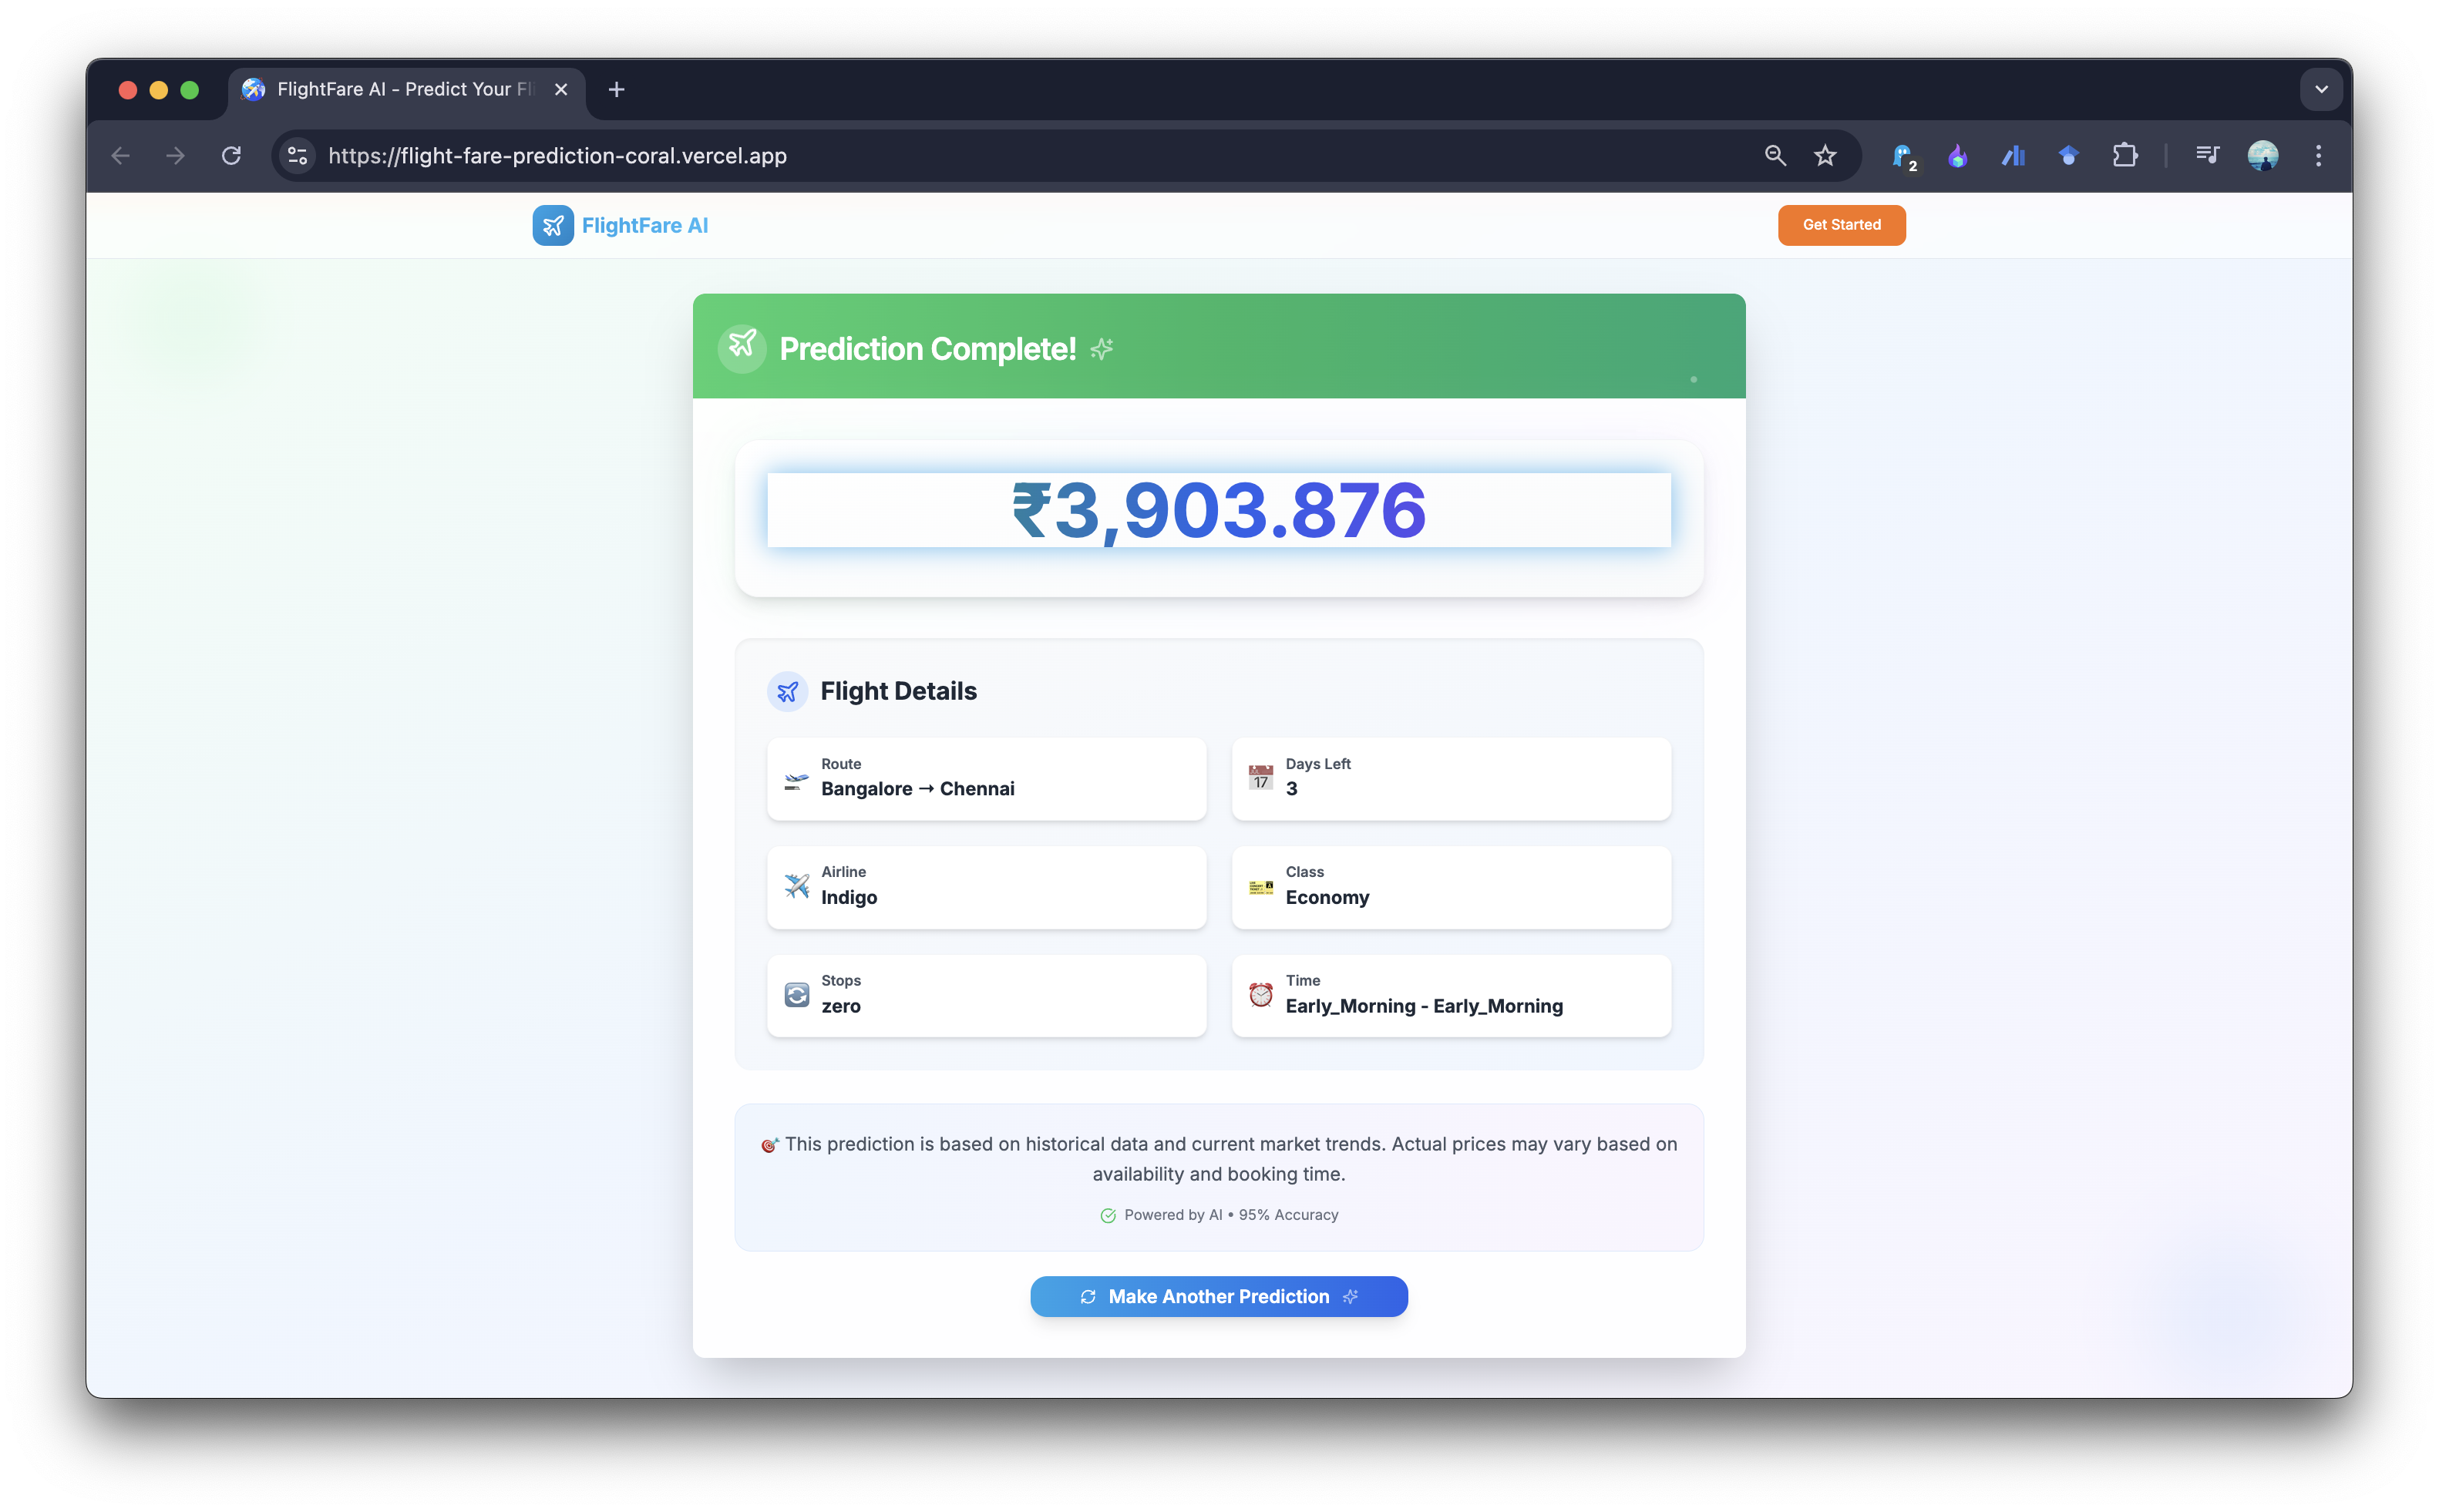 FlightFare AI - Predict Your Fli
https://flight-fare-prediction-coral.vercel.app
2
FlightFare AI
Get Started
Prediction Complete!
₹3,903.876
Flight Details
Route
Bangalore → Chennai
17
Days Left
3
Airline
Indigo
Class
Economy
Stops
zero
Time
Early_Morning - Early_Morning
🎯 This prediction is based on historical data and current market trends. Actual prices may vary based on
availability and booking time.
Powered by AI • 95% Accuracy
Make Another Prediction